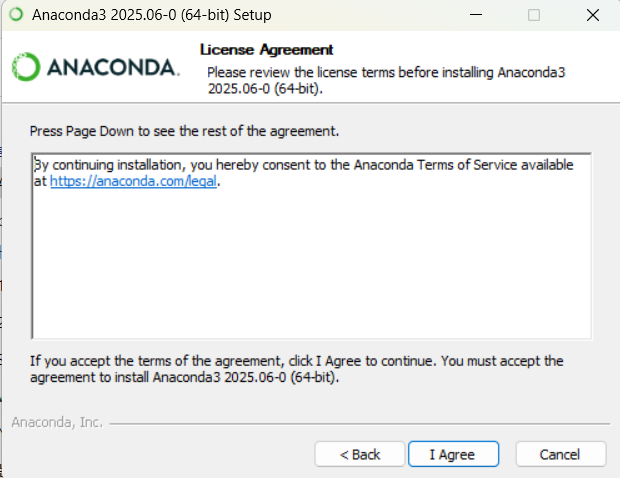 Anaconda3 2025.06-0 (64-bit) Setup
ANACONDA.
License Agreement
Please review the license terms before installing Anaconda3
2025.06-0 (64-bit).
Press Page Down to see the rest of the agreement.
By continuing installation, you hereby consent to the Anaconda Terms of Service available
at https://anaconda.com/legal.
If you accept the terms of the agreement, click I Agree to continue. You must accept the
agreement to install Anaconda3 2025.06-0 (64-bit).
Anaconda, Inc.
< Back
I Agree
Cancel